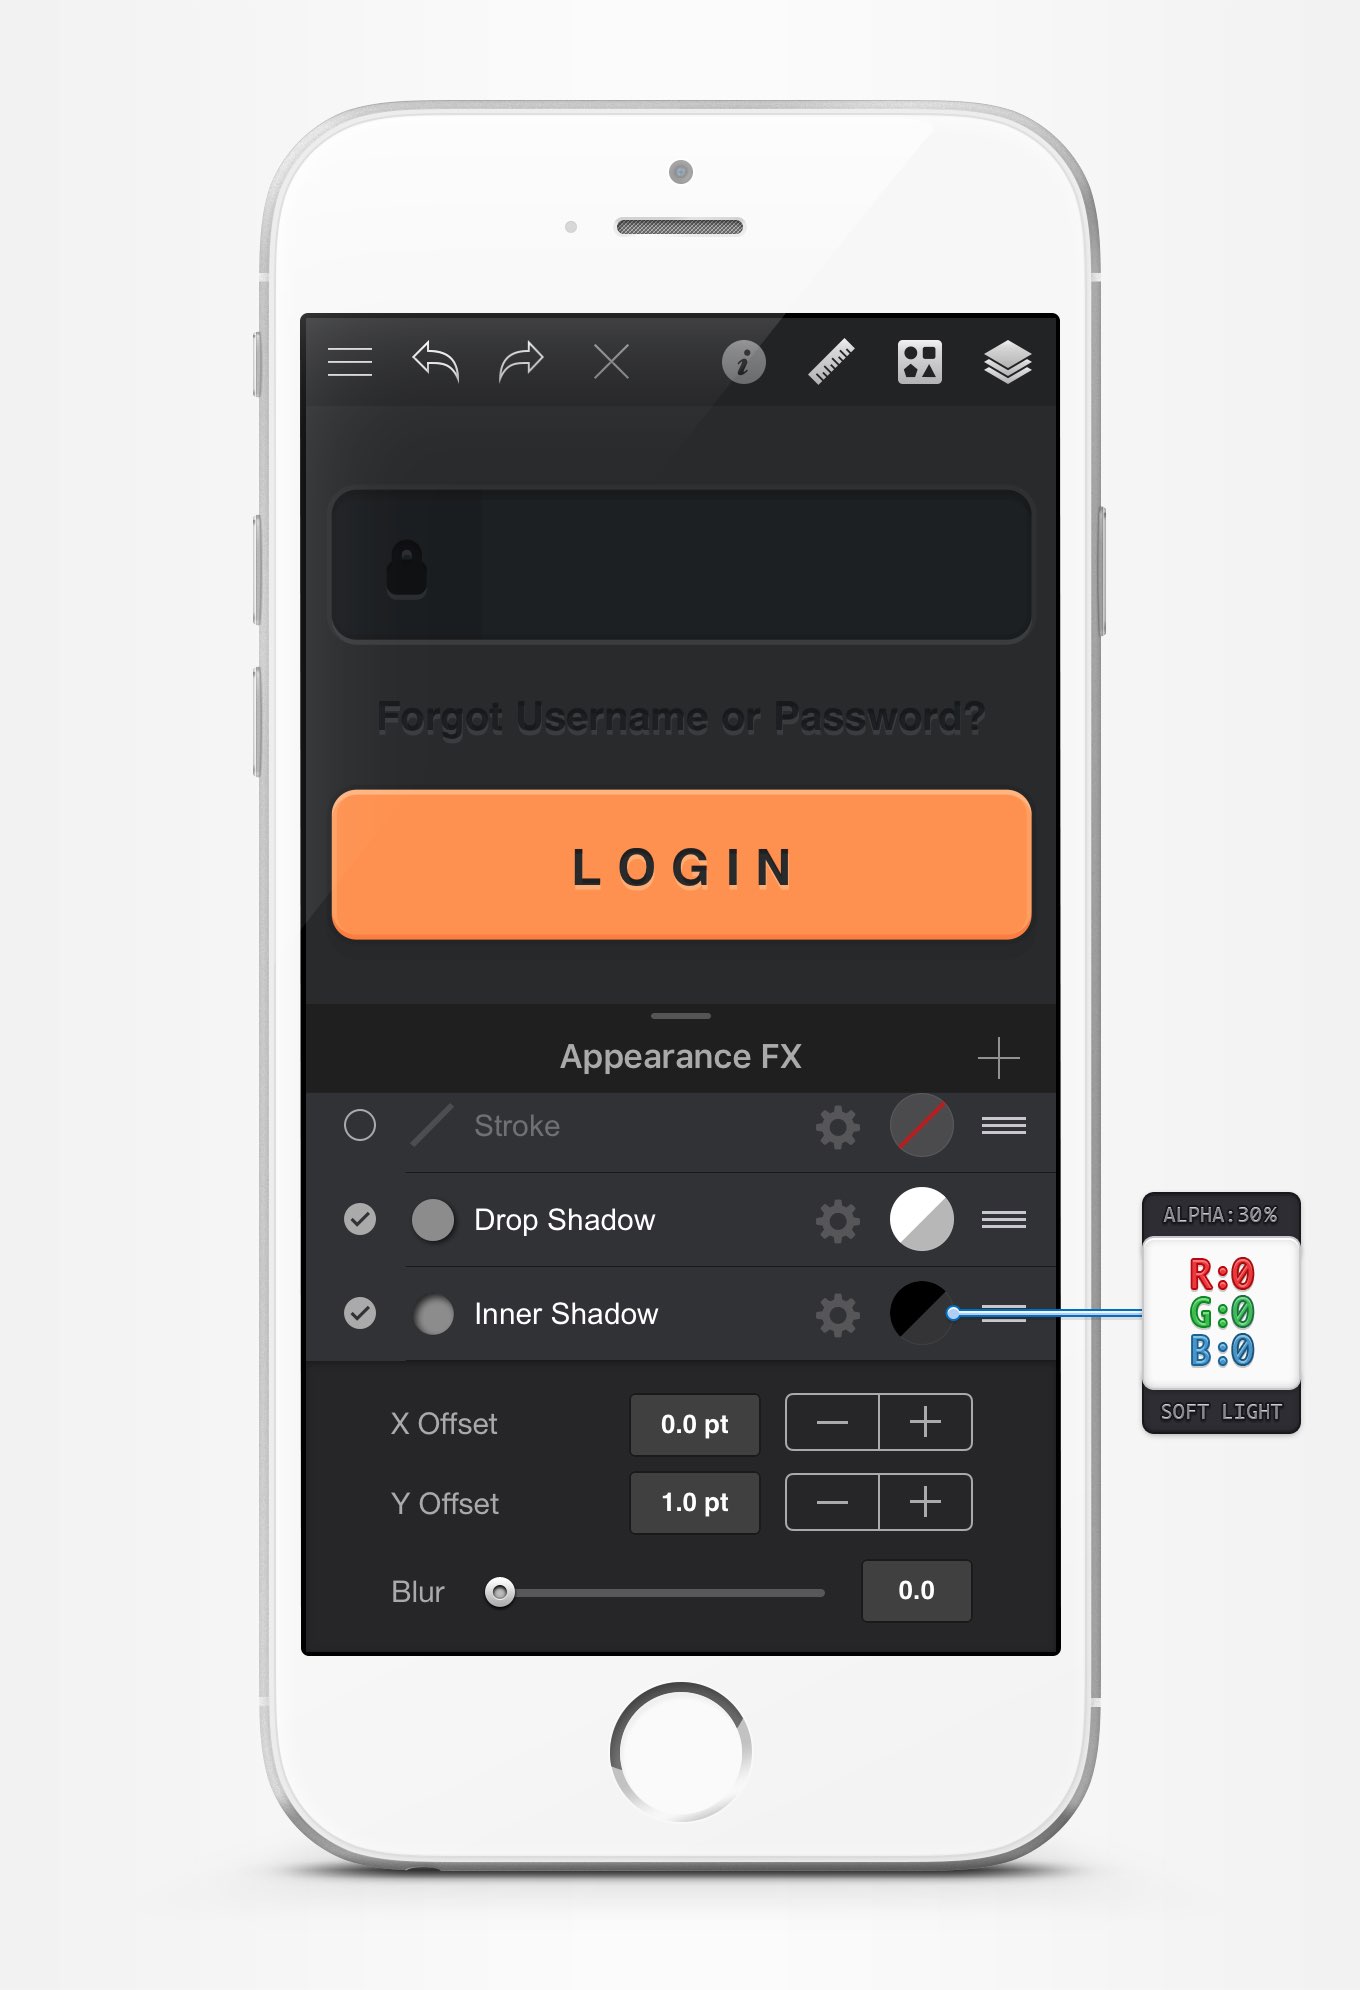 Forgot Username or Password?
LOGIN
Appearance FX
Stroke
Drop Shadow
Inner Shadow
X Offset 0.0 pt
Y Offset 1.0 pt
Blur 0.0
ALPHA:30%
R:0
G:0
B:0
SOFT LIGHT